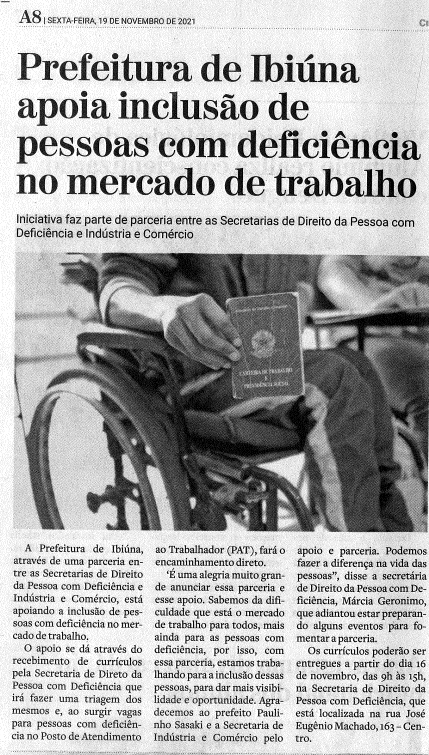 A8 | SEXTA-FEIRA, 19 DE NOVEMBRO DE 2021
Prefeitura de Ibiúna
apoia inclusão de
pessoas com deficiência
no mercado de trabalho
Iniciativa faz parte de parceria entre as Secretarias de Direito da Pessoa com
Deficiência e Indústria e Comércio
CARTEIRA DE TRABALHO
E
PREVIDÊNCIA SOCIAL
A Prefeitura de Ibiúna,
através de uma parceria en-
tre as Secretarias de Direito
da Pessoa com Deficiência e
Indústria e Comércio, está
apoiando a inclusão de pes-
soas com deficiência no mer-
cado de trabalho.
O apoio se dá através do
recebimento de currículos
pela Secretaria de Direto da
Pessoa com Deficiência que
irá fazer uma triagem dos
mesmos e, ao surgir vagas
para pessoas com deficiên-
cia no Posto de Atendimento
ao Trabalhador (PAT), fará o
encaminhamento direto.
'É uma alegria muito gran-
de anunciar essa parceria e
esse apoio. Sabemos da difi-
culdade que está o mercado
de trabalho para todos, mais
ainda para as pessoas com
deficiência, por isso, com
essa parceria, estamos traba-
lhando para a inclusão dessas
pessoas, para dar mais visibi-
lidade e oportunidade. Agra-
decemos ao prefeito Pauli-
nho Sasaki e a Secretaria de
Indústria e Comércio pelo
apoio e parceria. Podemos
fazer a diferença na vida das
pessoas", disse a secretária
de Direito da Pessoa com De-
ficiência, Márcia Geronimo,
que adiantou estar preparan-
do alguns eventos para fo-
mentar a parceria.
Os currículos poderão ser
entregues a partir do dia 16
de novembro, das 9h às 15h,
na Secretaria de Direito da
Pessoa com Deficiência, que
está localizada na rua José
Eugênio Machado, 163 – Cen-
tro.